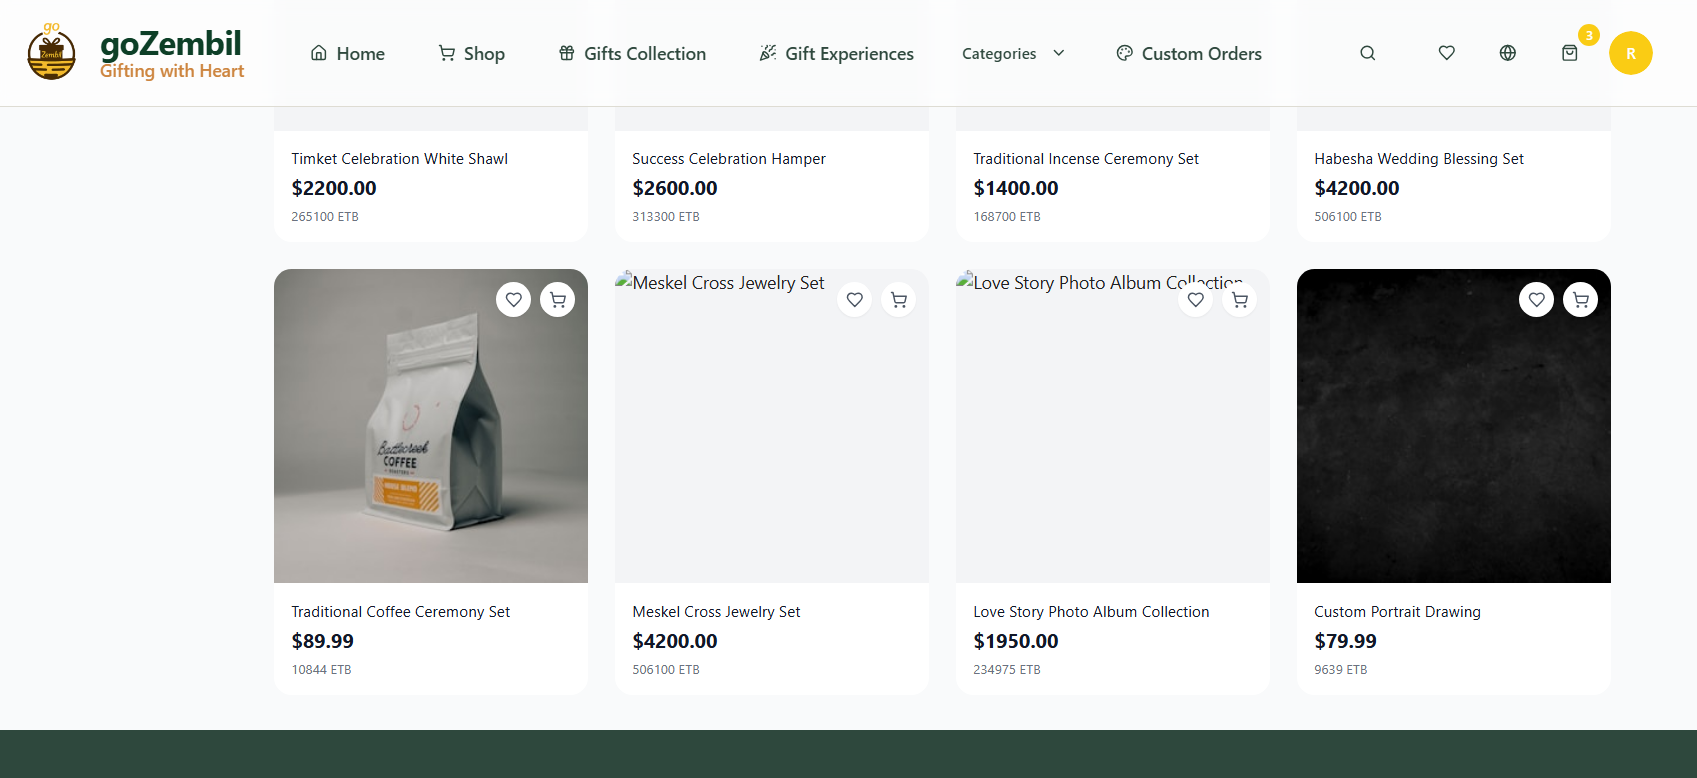 go
Zembil
goZembil
Gifting with Heart
Home
Shop
Gifts Collection
Gift Experiences
Categories
Custom Orders
3
R
Timket Celebration White Shawl
$2200.00
265100 ETB
Success Celebration Hamper
$2600.00
313300 ETB
Traditional Incense Ceremony Set
$1400.00
168700 ETB
Habesha Wedding Blessing Set
$4200.00
506100 ETB
Battlecreek
COFFEE
ROASTERS
HOUSE BLEND
Traditional Coffee Ceremony Set
$89.99
10844 ETB
Meskel Cross Jewelry Set
Meskel Cross Jewelry Set
$4200.00
506100 ETB
Love Story Photo Album Collection
Love Story Photo Album Collection
$1950.00
234975 ETB
Custom Portrait Drawing
$79.99
9639 ETB